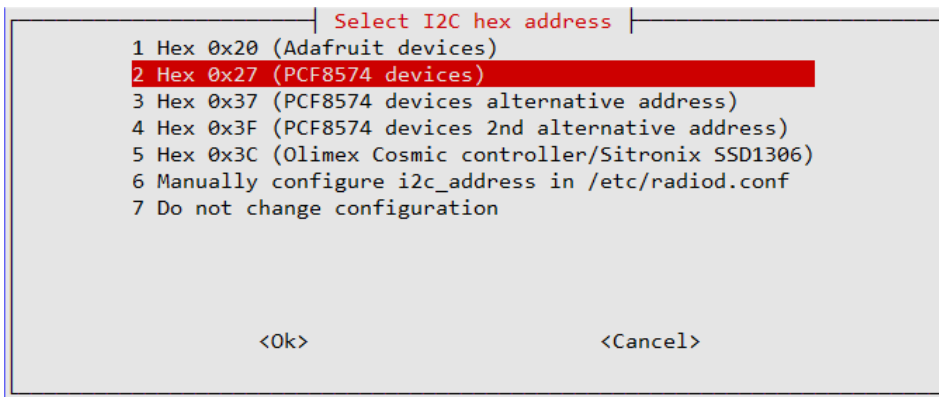 Select I2C hex address
1 Hex 0x20 (Adafruit devices)
2 Hex 0x27 (PCF8574 devices)
3 Hex 0x37 (PCF8574 devices alternative address)
4 Hex 0x3F (PCF8574 devices 2nd alternative address)
5 Hex 0x3C (Olimex Cosmic controller/Sitronix SSD1306)
6 Manually configure i2c_address in /etc/radiod.conf
7 Do not change configuration
<Ok> <Cancel>